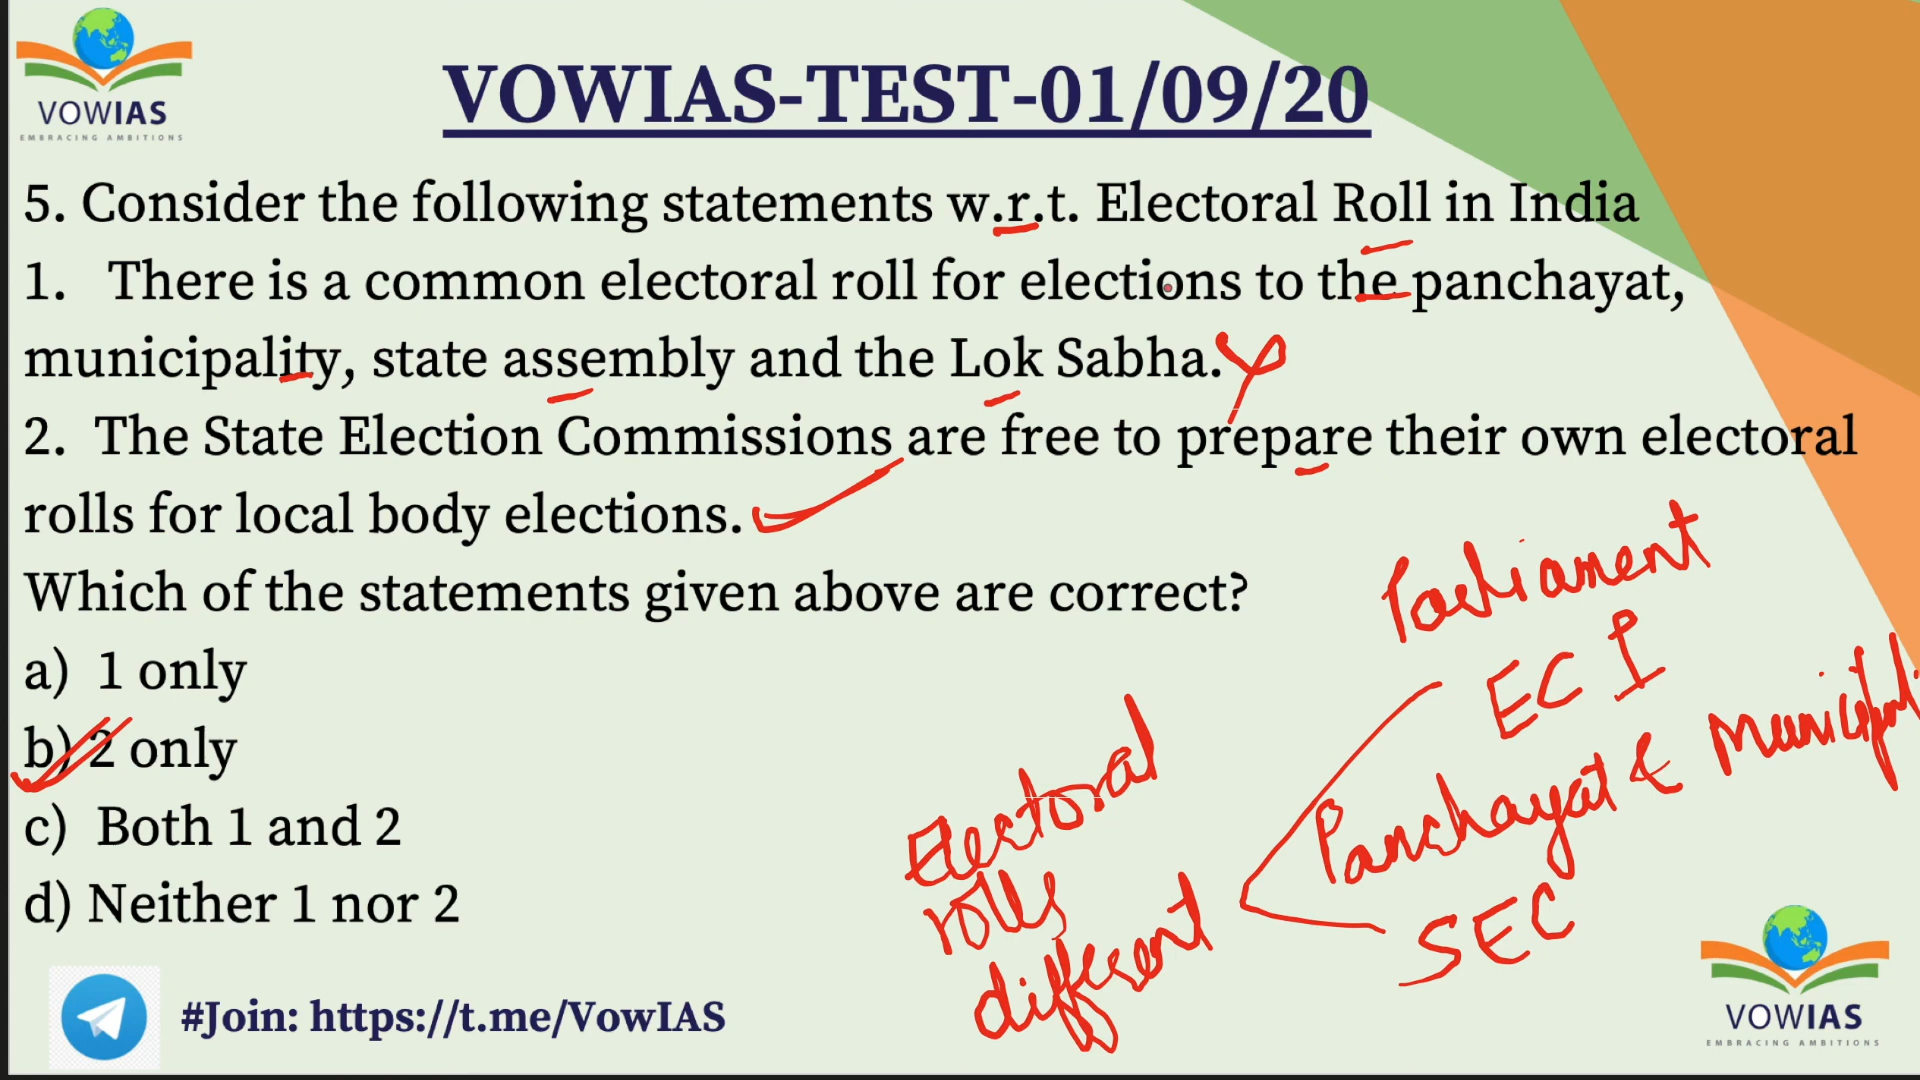 VOWIAS
EMBRACING AMBITIONS
VOWIAS-TEST-01/09/20
5. Consider the following statements w.r.t. Electoral Roll in India
1. There is a common electoral roll for elections to the panchayat,
municipality, state assembly and the Lok Sabha.
2. The State Election Commissions are free to prepare their own electoral
rolls for local body elections.
Which of the statements given above are correct?
a) 1 only
b) 2 only
c) Both 1 and 2
d) Neither 1 nor 2
Parliament
ECI
Panchayat & Municipal
SEC
Electoral
rolls
different
#Join: https://t.me/VowIAS
VOWIAS
EMBRACING AMBITIONS